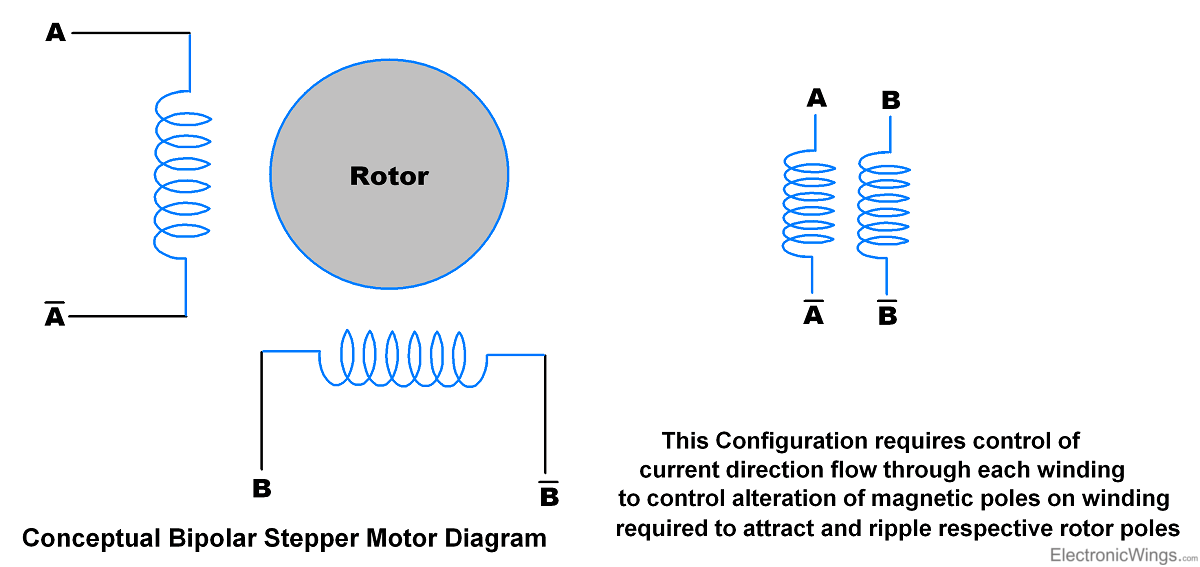 A
Rotor
A̅
B
B̅
Conceptual Bipolar Stepper Motor Diagram
A B
A̅ B̅
This Configuration requires control of
current direction flow through each winding
to control alteration of magnetic poles on winding
required to attract and ripple respective rotor poles
ElectronicWings.com